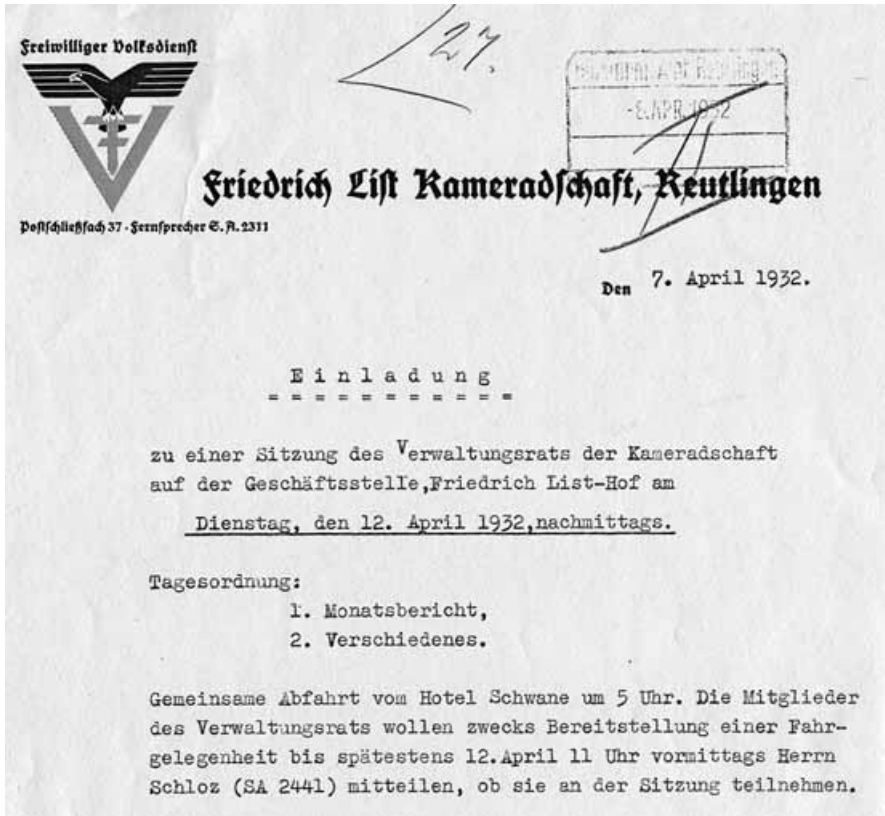 Freiwilliger Volksdienst
27.
-8. APR. 1932
Friedrich List Kameradschaft, Reutlingen
Postschließfach 37 · Fernsprecher S. A. 2311
Den 7. April 1932.
Einladung
===========
zu einer Sitzung des Verwaltungsrats der Kameradschaft
auf der Geschäftsstelle,Friedrich List-Hof am
Dienstag, den 12. April 1932,nachmittags.
Tagesordnung:
1. Monatsbericht,
2. Verschiedenes.
Gemeinsame Abfahrt vom Hotel Schwane um 5 Uhr. Die Mitglieder
des Verwaltungsrats wollen zwecks Bereitstellung einer Fahr-
gelegenheit bis spätestens 12.April 11 Uhr vormittags Herrn
Schloz (SA 2441) mitteilen, ob sie an der Sitzung teilnehmen.